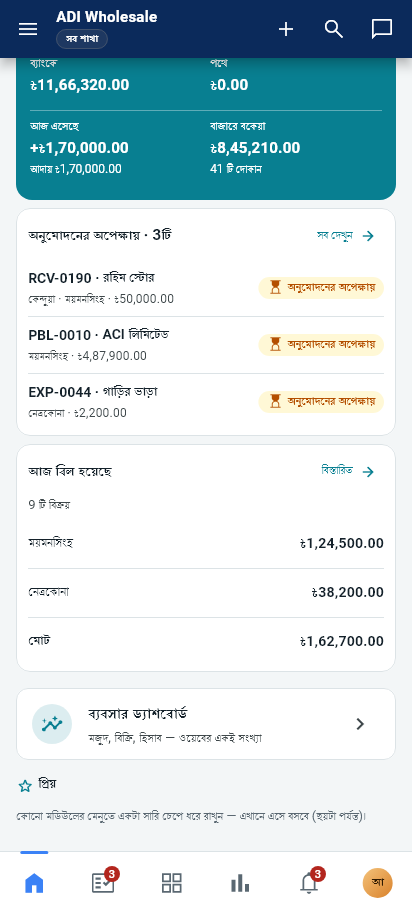 ADI Wholesale
সব শাখা
ব্যাংকে
পথে
৳11,66,320.00
৳0.00
আজ এসেছে
বাজারে বকেয়া
+৳1,70,000.00
৳8,45,210.00
আদায় ৳1,70,000.00
41 টি দোকান
অনুমোদনের অপেক্ষায় · 3টি
সব দেখুন
RCV-0190 · রহিম স্টোর
কেন্দুয়া · ময়মনসিংহ · ৳50,000.00
অনুমোদনের অপেক্ষায়
PBL-0010 · ACI লিমিটেড
ময়মনসিংহ · ৳4,87,900.00
অনুমোদনের অপেক্ষায়
EXP-0044 · গাড়ির ভাড়া
নেত্রকোনা · ৳2,200.00
অনুমোদনের অপেক্ষায়
আজ বিল হয়েছে
বিস্তারিত
9 টি বিক্রয়
ময়মনসিংহ
৳1,24,500.00
নেত্রকোনা
৳38,200.00
মোট
৳1,62,700.00
ব্যবসার ড্যাশবোর্ড
মজুদ, বিক্রি, হিসাব — ওয়েবের একই সংখ্যা
প্রিয়
কোনো মডিউলের মেনুতে একটা সারি চেপে ধরে রাখুন — এখানে এসে বসবে (ছয়টা পর্যন্ত)।
3
3
আ